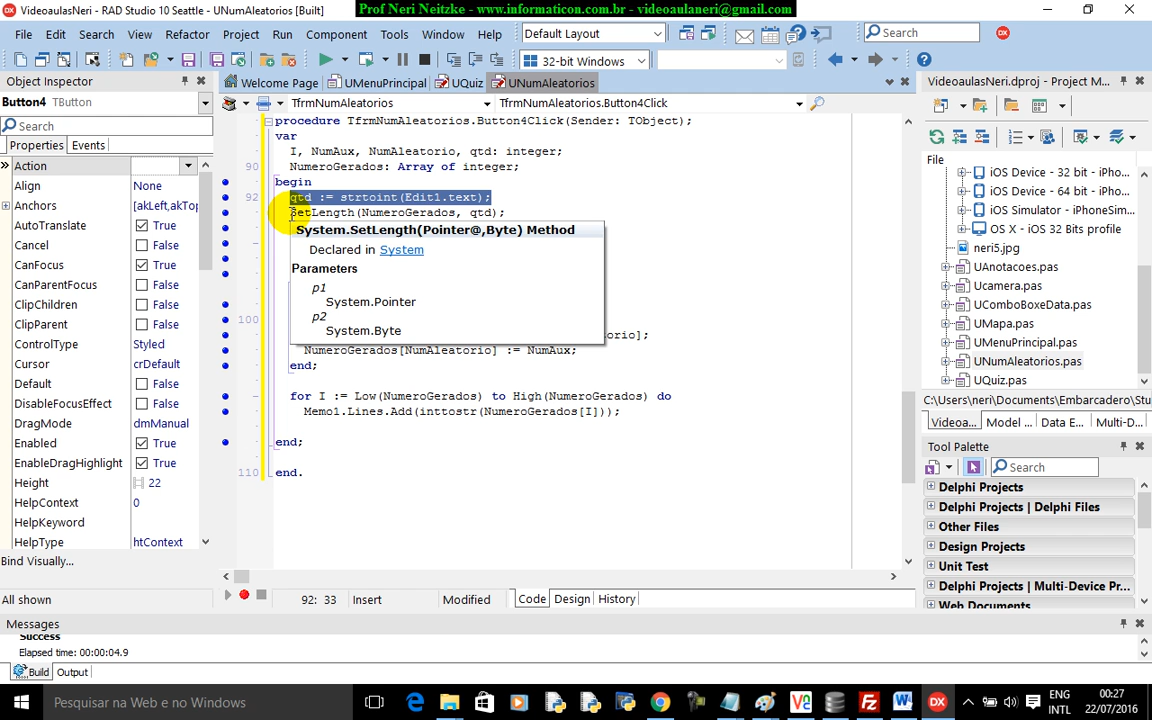 VideoaulasNeri - RAD Studio 10 Seattle - UNumAleatorios [Built]
Prof Neri Neitzke - www.informaticon.com.br - videoaulaneri@gmail.com
File Edit Search View Refactor Project Run Component Tools Window Help
Default Layout
Search
32-bit Windows
Object Inspector
Button4 TButton
Search
Properties Events
Action
Align None
Anchors [akLeft,akTop
AutoTranslate True
Cancel False
CanFocus True
CanParentFocus False
ClipChildren False
ClipParent False
ControlType Styled
Cursor crDefault
Default False
DisableFocusEffect False
DragMode dmManual
Enabled True
EnableDragHighlight True
Height 22
HelpContext 0
HelpKeyword
HelpType htContext
Bind Visually...
All shown
Welcome Page UMenuPrincipal UQuiz UNumAleatorios
TfrmNumAleatorios TfrmNumAleatorios.Button4Click
procedure TfrmNumAleatorios.Button4Click(Sender: TObject);
var
I, NumAux, NumAleatorio, qtd: integer;
90 NumeroGerados: Array of integer;
begin
92 qtd := strtoint(Edit1.text);
SetLength(NumeroGerados, qtd);
System.SetLength(Pointer@,Byte) Method
Declared in System
Parameters
p1
System.Pointer
p2
System.Byte
100
orio];
NumeroGerados[NumAleatorio] := NumAux;
end;
for I := Low(NumeroGerados) to High(NumeroGerados) do
Memo1.Lines.Add(inttostr(NumeroGerados[I]));
end;
110 end.
92: 33 Insert Modified Code Design History
VideoaulasNeri.dproj - Project M...
File
iOS Device - 32 bit - iPho...
iOS Device - 64 bit - iPho...
iOS Simulator - iPhoneSim...
OS X - iOS 32 Bits profile
neri5.jpg
UAnotacoes.pas
Ucamera.pas
UComboBoxData.pas
UMapa.pas
UMenuPrincipal.pas
UNumAleatorios.pas
UQuiz.pas
C:\Users\neri\Documents\Embarcadero\Stu
Videoa... Model ... Data E... Multi-D...
Tool Palette
Search
Delphi Projects
Delphi Projects | Delphi Files
Other Files
Design Projects
Unit Test
Delphi Projects | Multi-Device Pr...
Web Documents
Messages
Success
Elapsed time: 00:00:04.9
Build Output
Pesquisar na Web e no Windows
ENG
INTL
00:27
22/07/2016